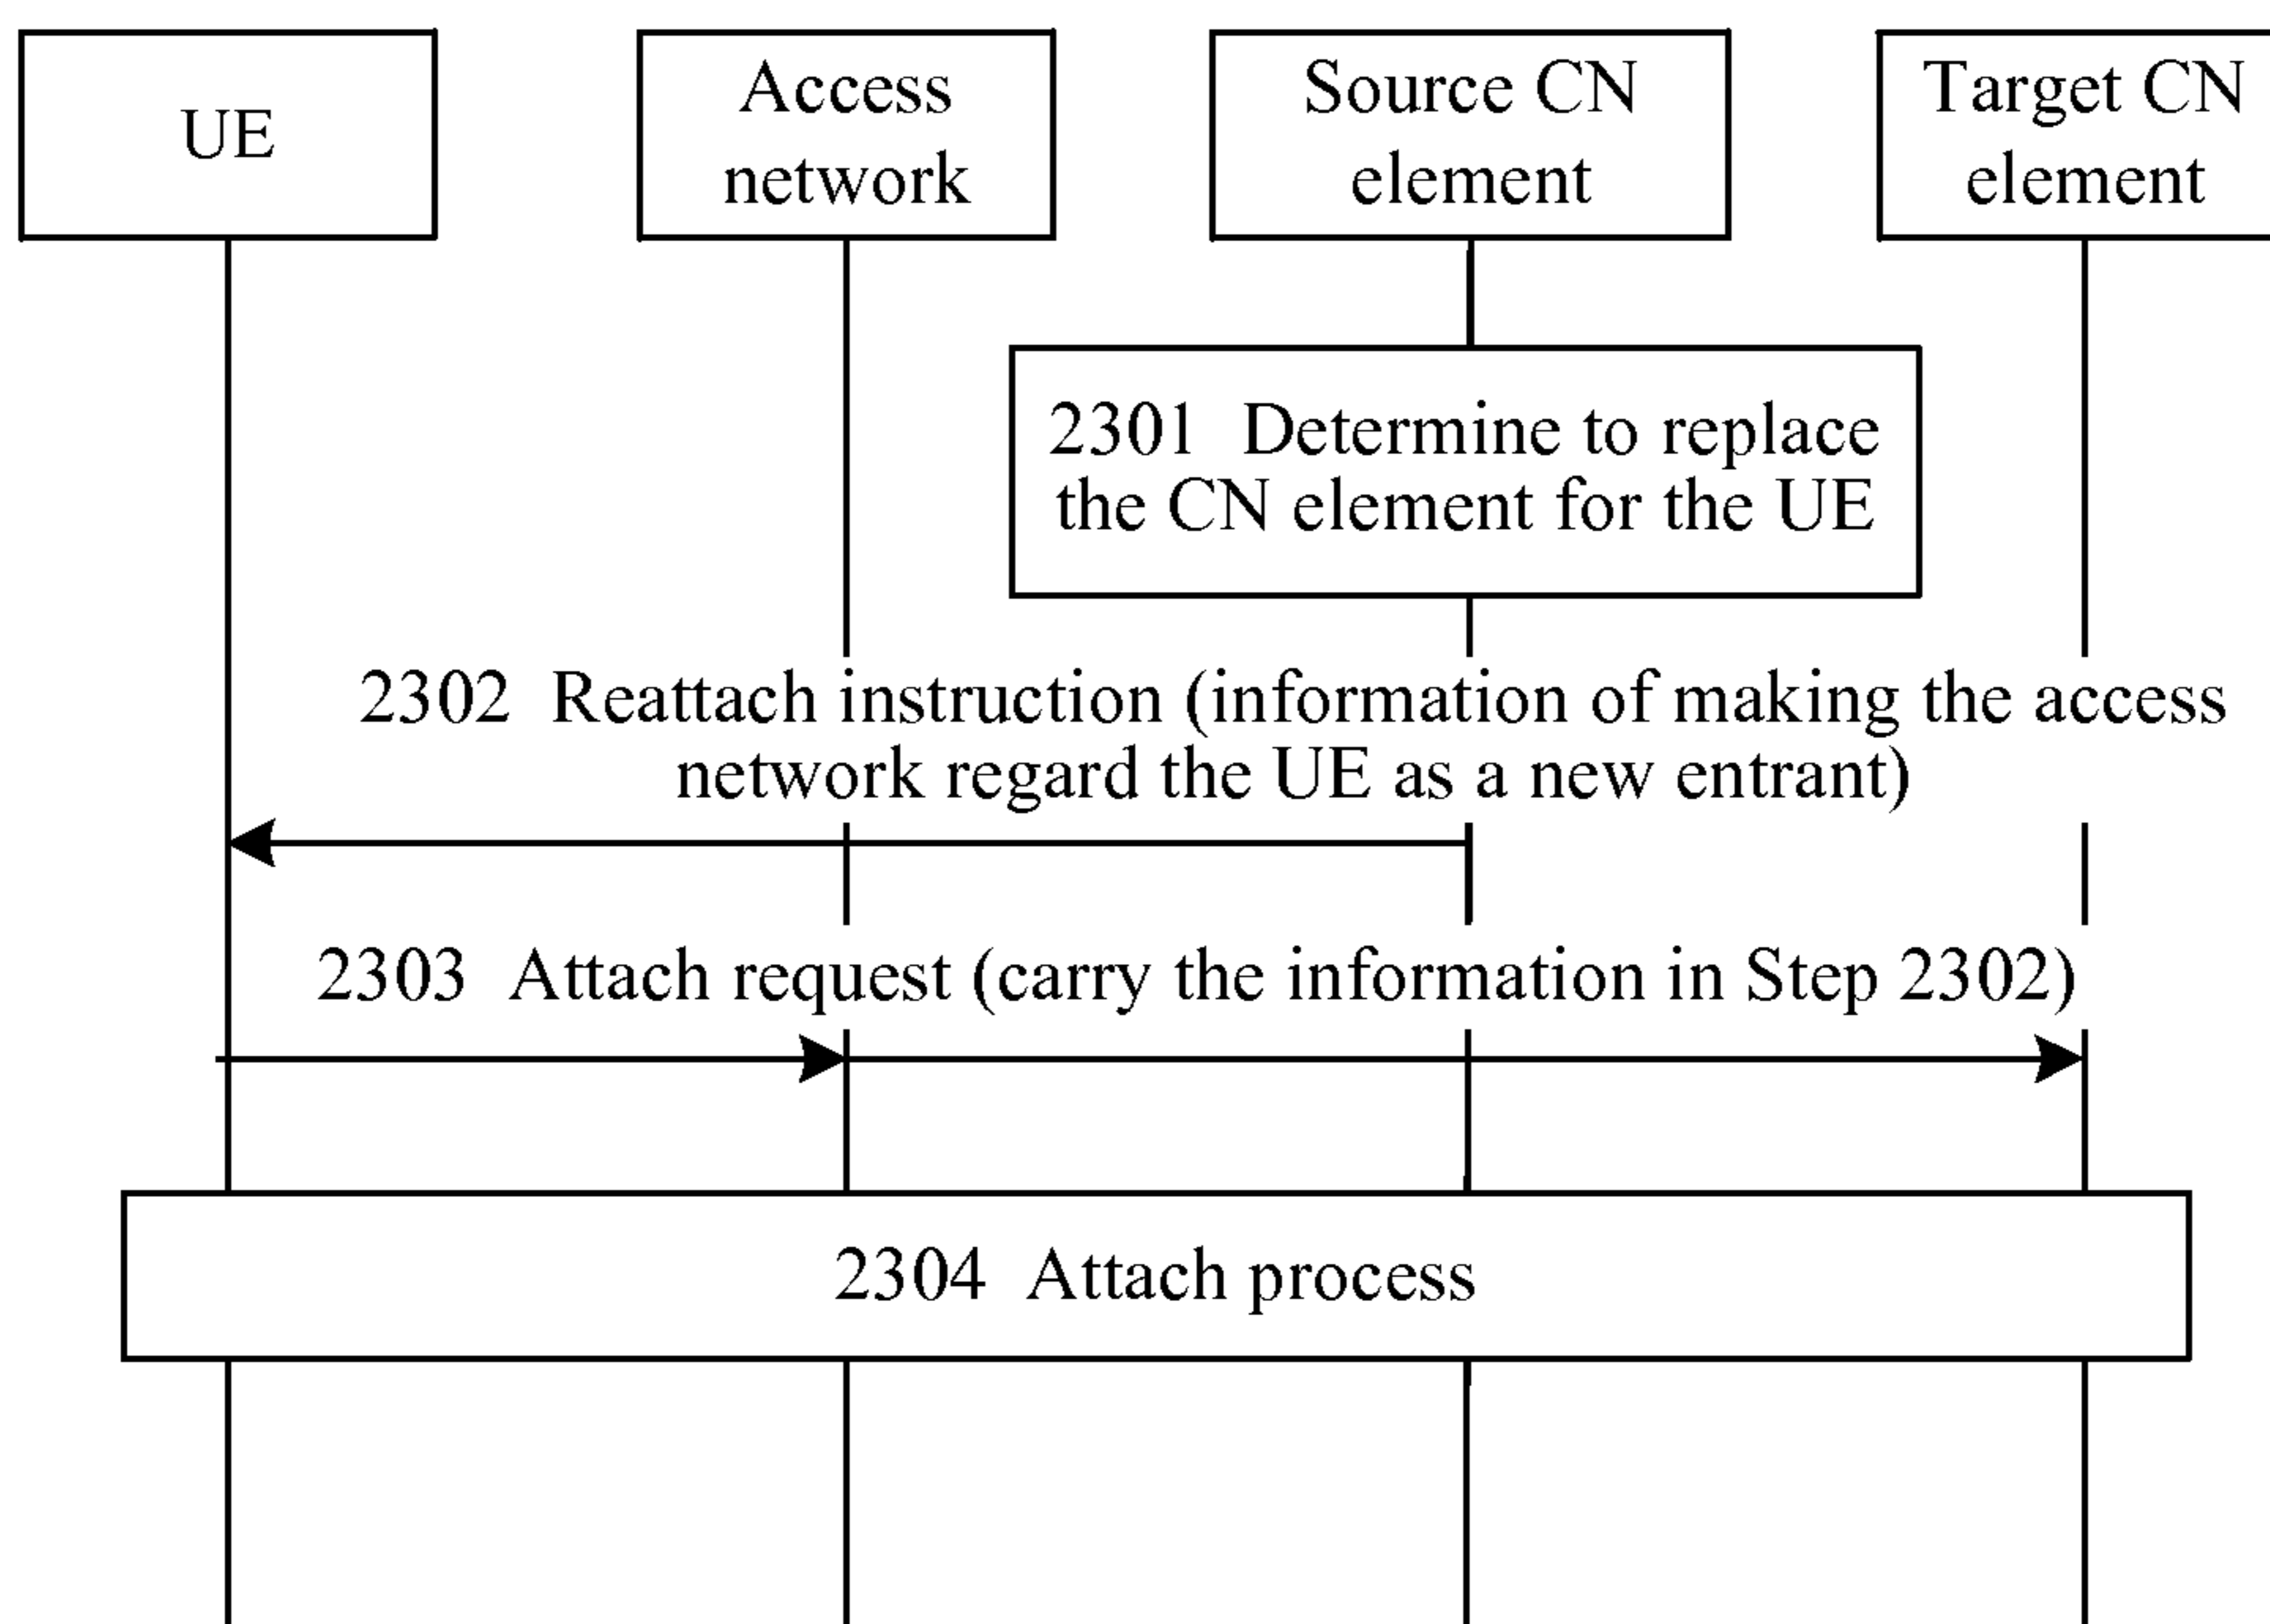 UE
Access
network
Source CN
element
Target CN
element
2301 Determine to replace
the CN element for the UE
2302 Reattach instruction (information of making the access
network regard the UE as a new entrant)
2303 Attach request (carry the information in Step 2302)
2304 Attach process